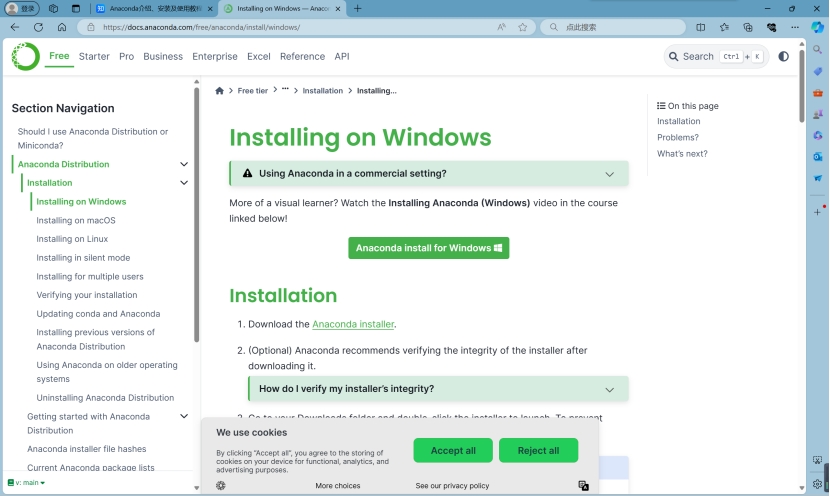 登录
Anaconda介绍、安装及使用教程
Installing on Windows — Anaco
https://docs.anaconda.com/free/anaconda/install/windows/
点此搜索
Free Starter Pro Business Enterprise Excel Reference API
Search Ctrl + K
Section Navigation
Should I use Anaconda Distribution or
Miniconda?
Anaconda Distribution
Installation
Installing on Windows
Installing on macOS
Installing on Linux
Installing in silent mode
Installing for multiple users
Verifying your installation
Updating conda and Anaconda
Installing previous versions of
Anaconda Distribution
Using Anaconda on older operating
systems
Uninstalling Anaconda Distribution
Getting started with Anaconda
Distribution
Anaconda installer file hashes
Current Anaconda package lists
v: main
Free tier > ··· > Installation > Installing...
Installing on Windows
Using Anaconda in a commercial setting?
More of a visual learner? Watch the Installing Anaconda (Windows) video in the course
linked below!
Anaconda install for Windows
Installation
1. Download the Anaconda installer.
2. (Optional) Anaconda recommends verifying the integrity of the installer after
downloading it.
How do I verify my installer's integrity?
3. Go to your Downloads folder and double-click the installer to launch. To prevent
On this page
Installation
Problems?
What's next?
We use cookies
By clicking "Accept all", you agree to the storing of
cookies on your device for functional, analytics, and
advertising purposes.
Accept all
Reject all
More choices
See our privacy policy